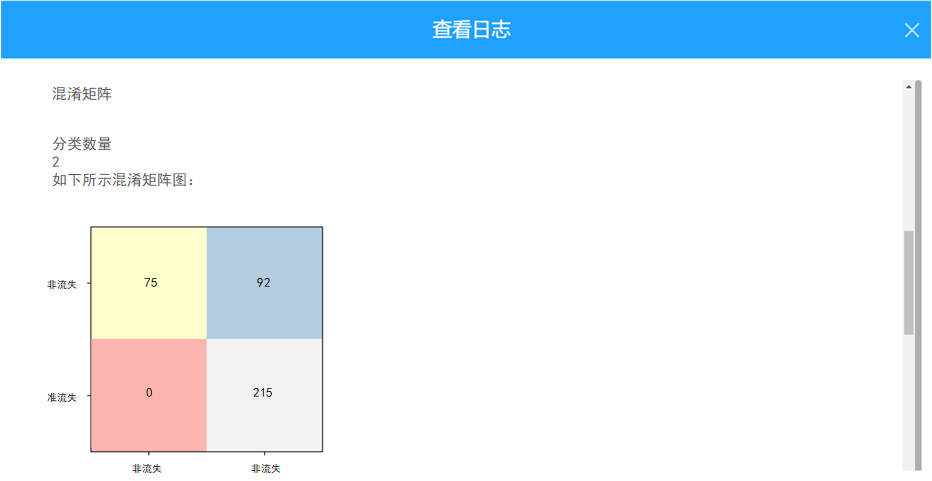 查看日志
混淆矩阵
分类数量
2
如下所示混淆矩阵图：
非流失
75
92
准流失
0
215
非流失
非流失